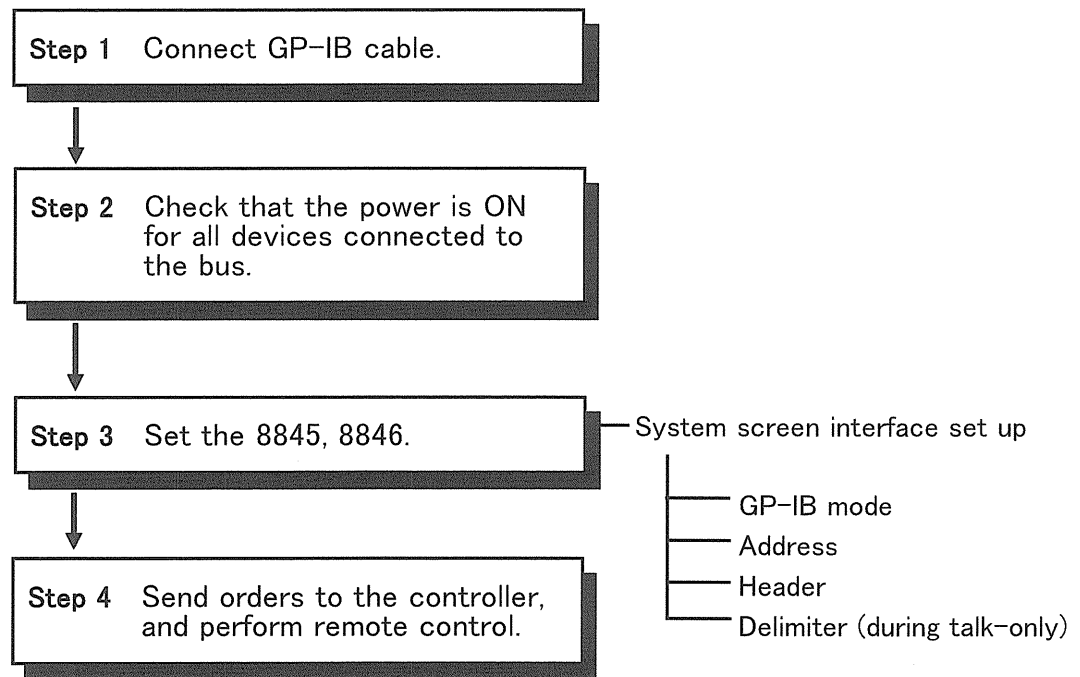 Step 1 Connect GP-IB cable.
Step 2 Check that the power is ON
for all devices connected to
the bus.
Step 3 Set the 8845, 8846.
System screen interface set up
GP-IB mode
Address
Header
Delimiter (during talk-only)
Step 4 Send orders to the controller,
and perform remote control.